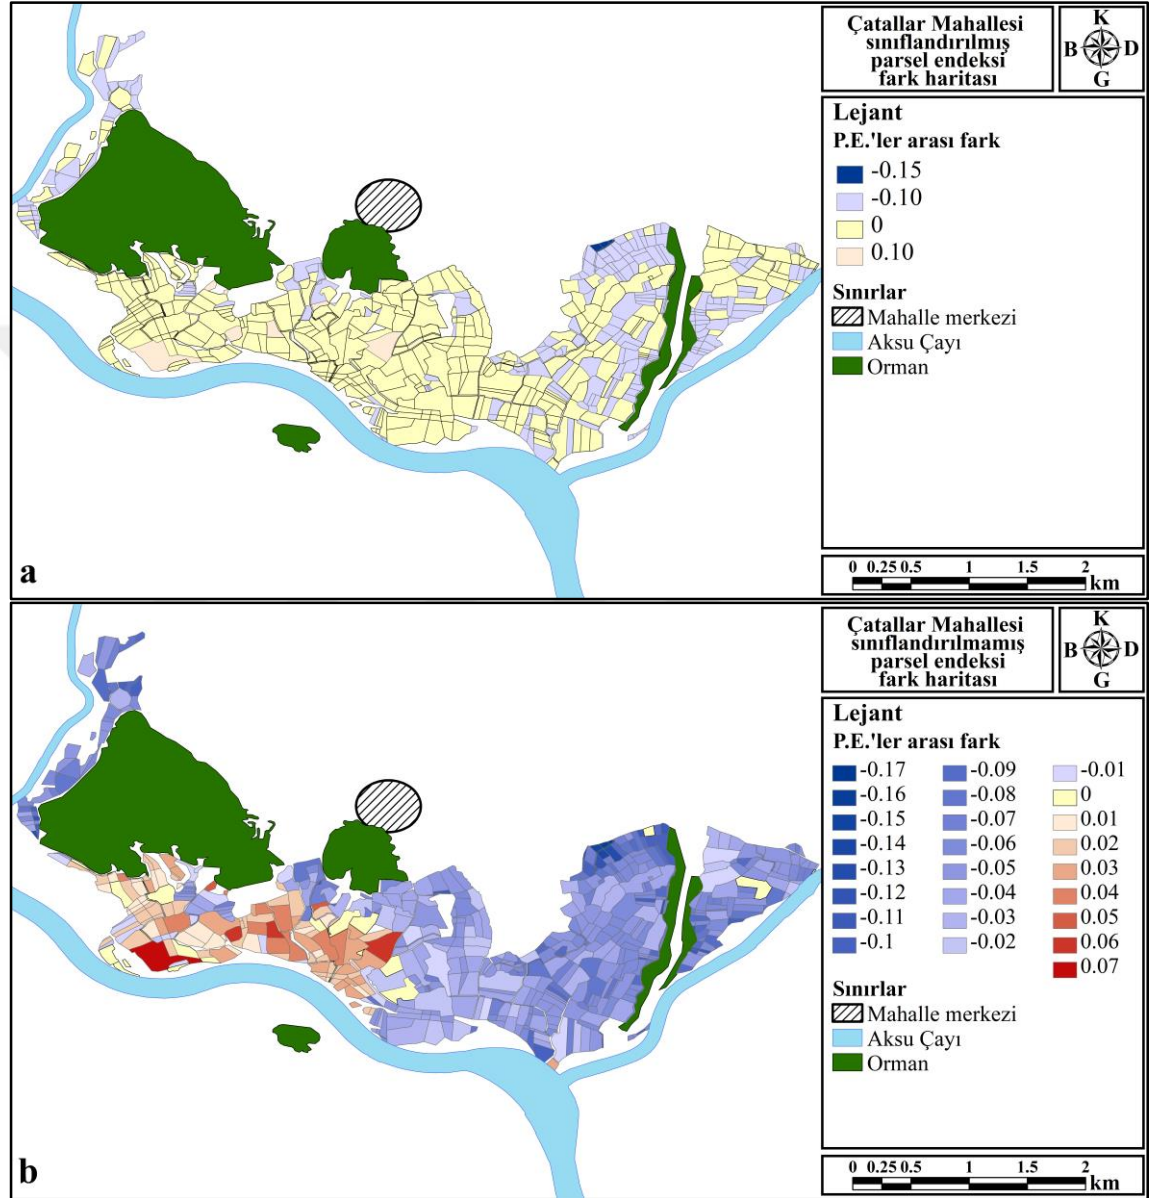 Çatallar Mahallesi
sınıflandırılmış
parsel endeksi
fark haritası
K
B D
G
Lejant
P.E.'ler arası fark
-0.15
-0.10
0
0.10
Sınırlar
Mahalle merkezi
Aksu Çayı
Orman
a
0 0.25 0.5 1 1.5 2
km
Çatallar Mahallesi
sınıflandırılmamış
parsel endeksi
fark haritası
K
B D
G
Lejant
P.E.'ler arası fark
-0.17 -0.09 -0.01
-0.16 -0.08 0
-0.15 -0.07 0.01
-0.14 -0.06 0.02
-0.13 -0.05 0.03
-0.12 -0.04 0.04
-0.11 -0.03 0.05
-0.1 -0.02 0.06
0.07
Sınırlar
Mahalle merkezi
Aksu Çayı
Orman
b
0 0.25 0.5 1 1.5 2
km